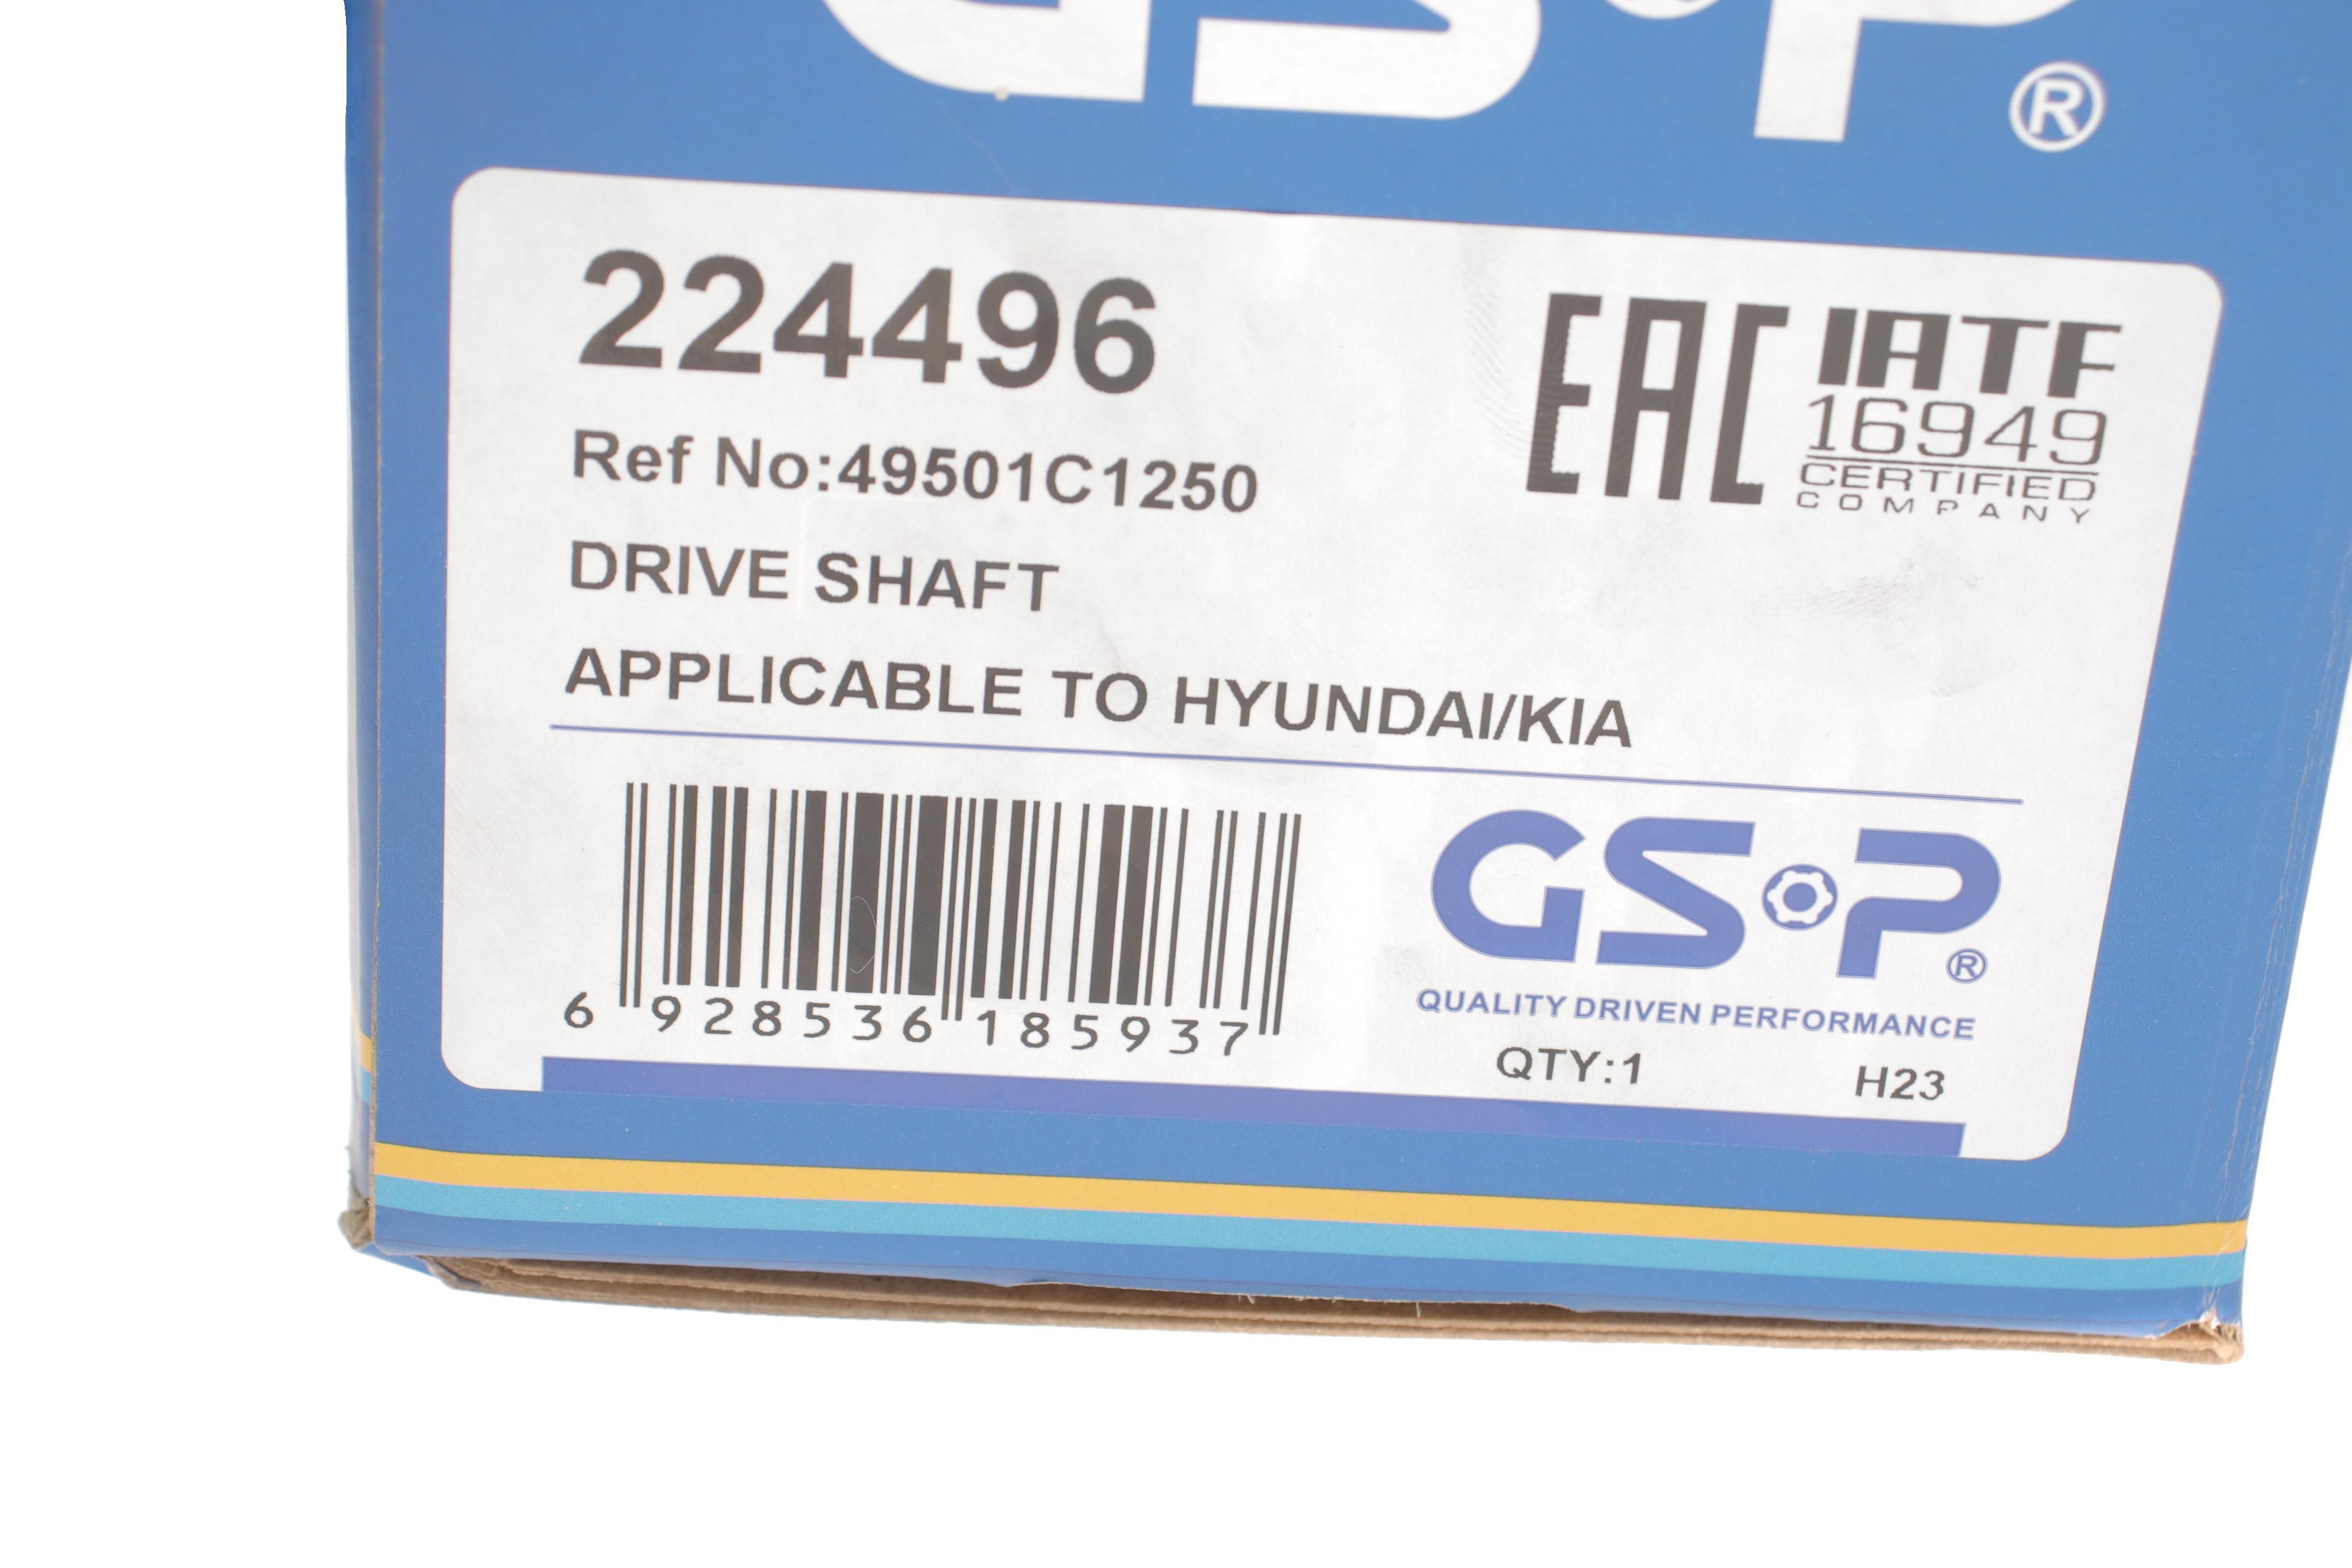 GSP®
224496
Ref No:49501C1250
DRIVE SHAFT
APPLICABLE TO HYUNDAI/KIA
EAC
IATF
16949
CERTIFIED
COMPANY
6 928536 185937
GSP®
QUALITY DRIVEN PERFORMANCE
QTY:1 H23